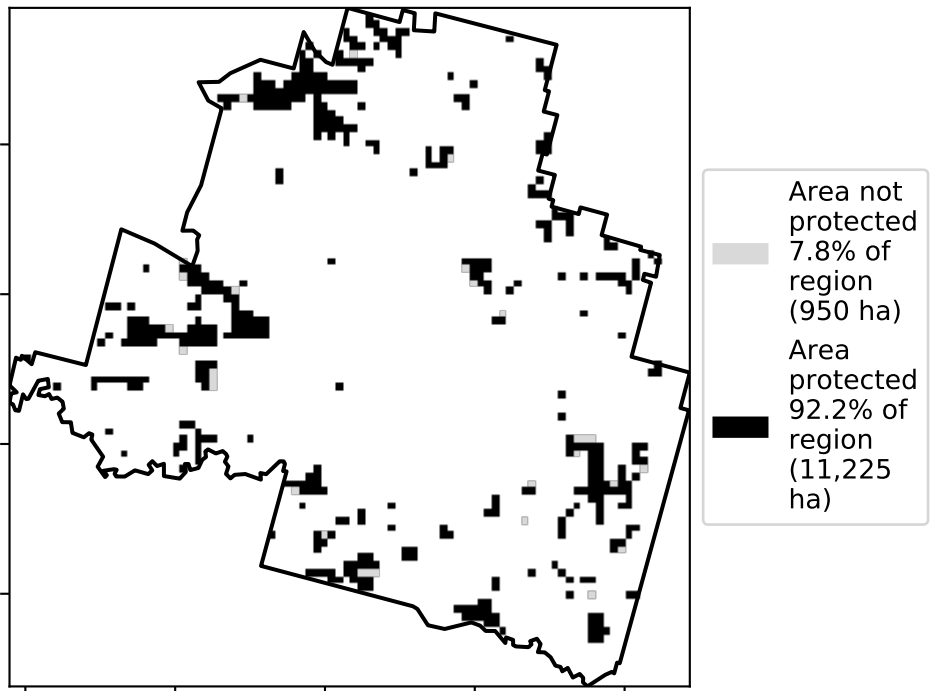 Area not
protected
7.8% of
region
(950 ha)
Area
protected
92.2% of
region
(11,225
ha)